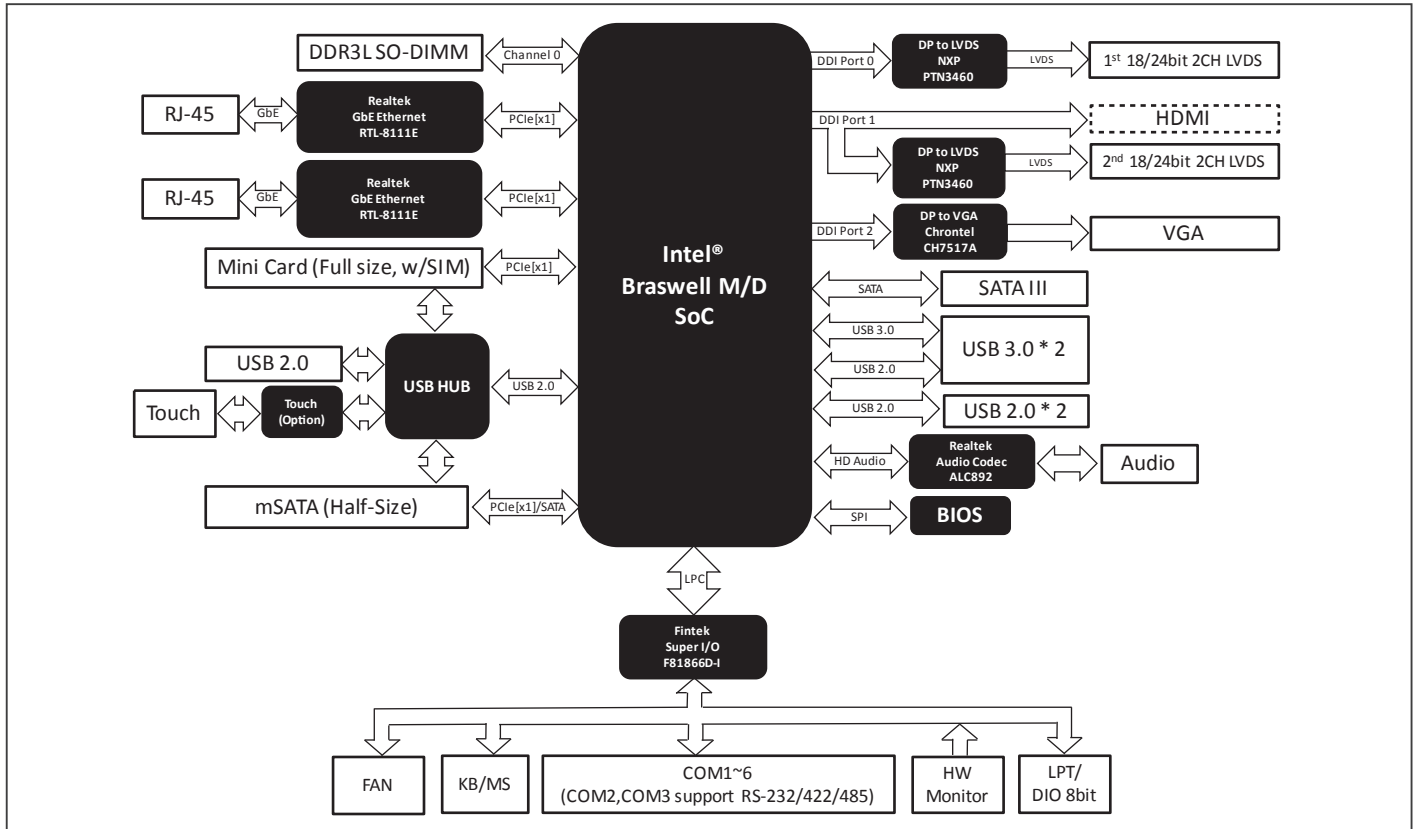 DDR3L SO-DIMM
Channel 0
RJ-45
GbE
Realtek
GbE Ethernet
RTL-8111E
PCIe[x1]
RJ-45
GbE
Realtek
GbE Ethernet
RTL-8111E
PCIe[x1]
Mini Card (Full size, w/SIM)
PCIe[x1]
USB 2.0
Touch
Touch
(Option)
USB HUB
USB 2.0
mSATA (Half-Size)
PCIe[x1]/SATA
Intel®
Braswell M/D
SoC
DDI Port 0
DP to LVDS
NXP
PTN3460
LVDS
1st 18/24bit 2CH LVDS
DDI Port 1
HDMI
DP to LVDS
NXP
PTN3460
LVDS
2nd 18/24bit 2CH LVDS
DDI Port 2
DP to VGA
Chrontel
CH7517A
VGA
SATA
SATA III
USB 3.0
USB 2.0
USB 3.0 * 2
USB 2.0
USB 2.0 * 2
HD Audio
Realtek
Audio Codec
ALC892
Audio
SPI
BIOS
LPC
Fintek
Super I/O
F81866D-I
FAN
KB/MS
COM1~6
(COM2,COM3 support RS-232/422/485)
HW
Monitor
LPT/
DIO 8bit